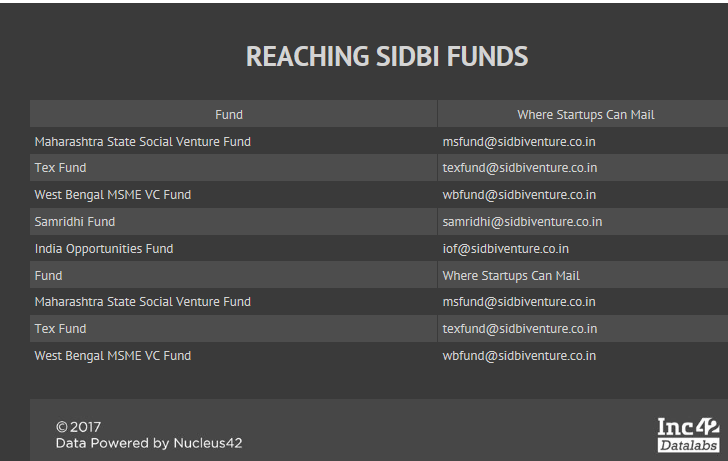 REACHING SIDBI FUNDS
Fund Where Startups Can Mail
Maharashtra State Social Venture Fund msfund@sidbiventure.co.in
Tex Fund texfund@sidbiventure.co.in
West Bengal MSME VC Fund wbfund@sidbiventure.co.in
Samridhi Fund samridhi@sidbiventure.co.in
India Opportunities Fund iof@sidbiventure.co.in
Fund Where Startups Can Mail
Maharashtra State Social Venture Fund msfund@sidbiventure.co.in
Tex Fund texfund@sidbiventure.co.in
West Bengal MSME VC Fund wbfund@sidbiventure.co.in
© 2017
Data Powered by Nucleus42
Inc42
Datalabs